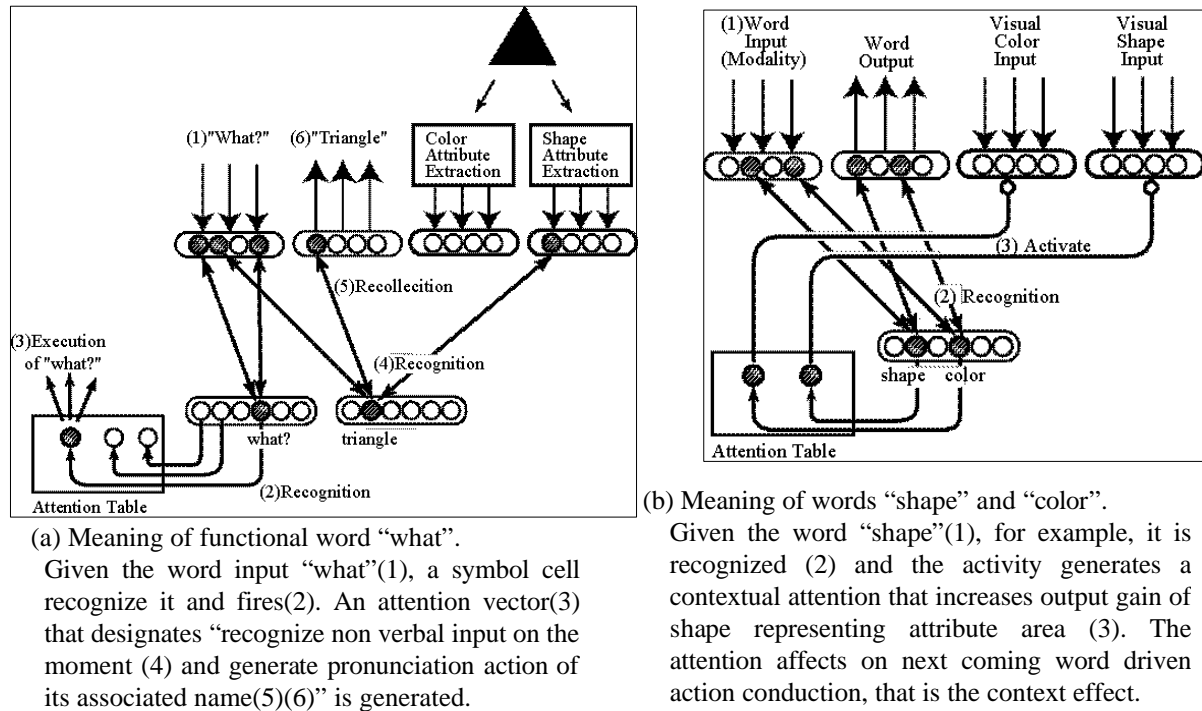 (1)"What?"
(6)"Triangle"
Color
Attribute
Extraction
Shape
Attribute
Extraction
(5)Recollecition
(3)Execution
of "what?"
(4)Recognition
what?
triangle
(2)Recognition
Attention Table
(a) Meaning of functional word “what”.
Given the word input “what”(1), a symbol cell
recognize it and fires(2). An attention vector(3)
that designates “recognize non verbal input on the
moment (4) and generate pronunciation action of
its associated name(5)(6)” is generated.
(1)Word
Input
(Modality)
Word
Output
Visual
Color
Input
Visual
Shape
Input
(3) Activate
(2) Recognition
shape color
Attention Table
(b) Meaning of words “shape” and “color”.
Given the word “shape”(1), for example, it is
recognized (2) and the activity generates a
contextual attention that increases output gain of
shape representing attribute area (3). The
attention affects on next coming word driven
action conduction, that is the context effect.